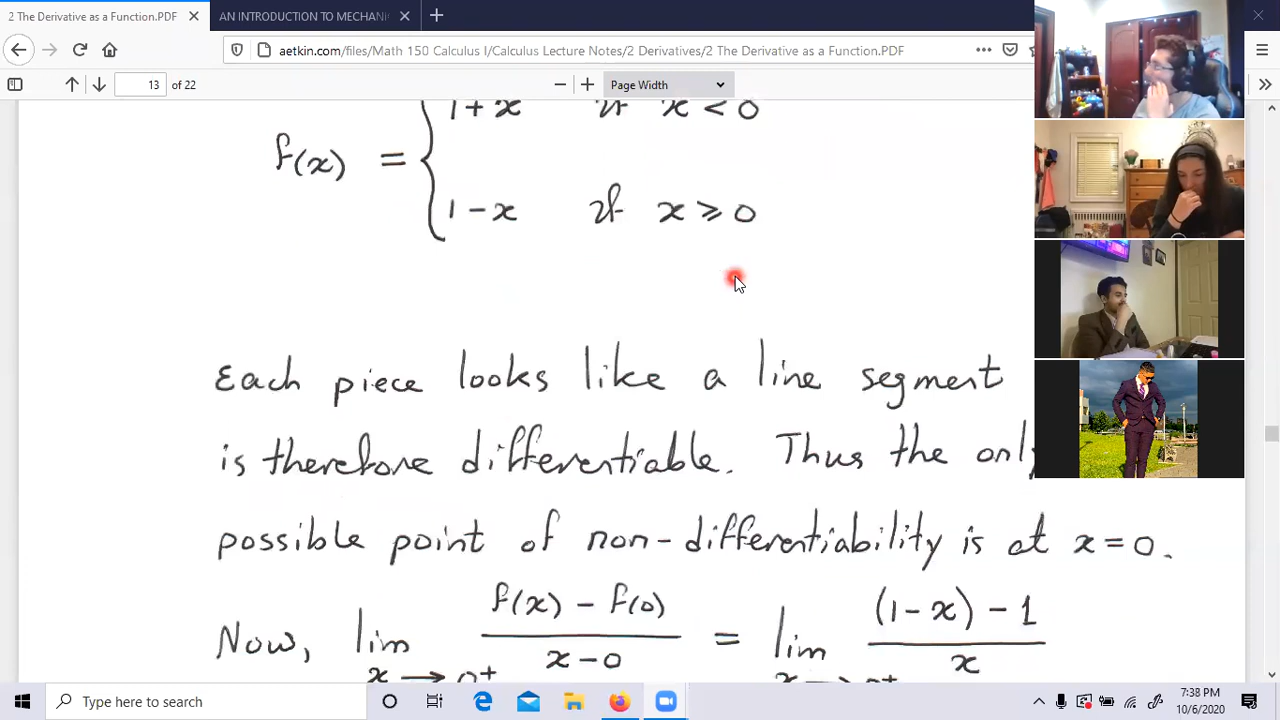 2 The Derivative as a Function.PDF
AN INTRODUCTION TO MECHANI
aetkin.com/files/Math 150 Calculus I/Calculus Lecture Notes/2 Derivatives/2 The Derivative as a Function.PDF
13 of 22
Page Width
1 + x if x < 0
f(x) =
1 - x if x ⩾ 0
Each piece looks like a line segment
is therefore differentiable. Thus the only
possible point of non-differentiability is at x = 0.
Now, lim f(x) - f(0) / x - 0 = lim (1 - x) - 1 / x
x → 0+ x → 0+
Type here to search
7:38 PM
10/6/2020